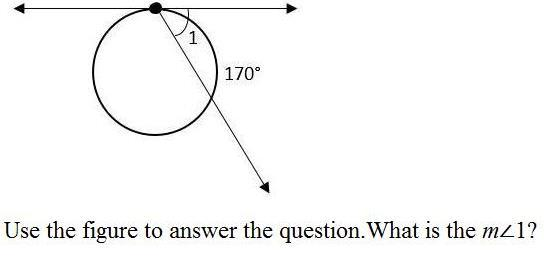 1
170°
Use the figure to answer the question.What is the m∠1?